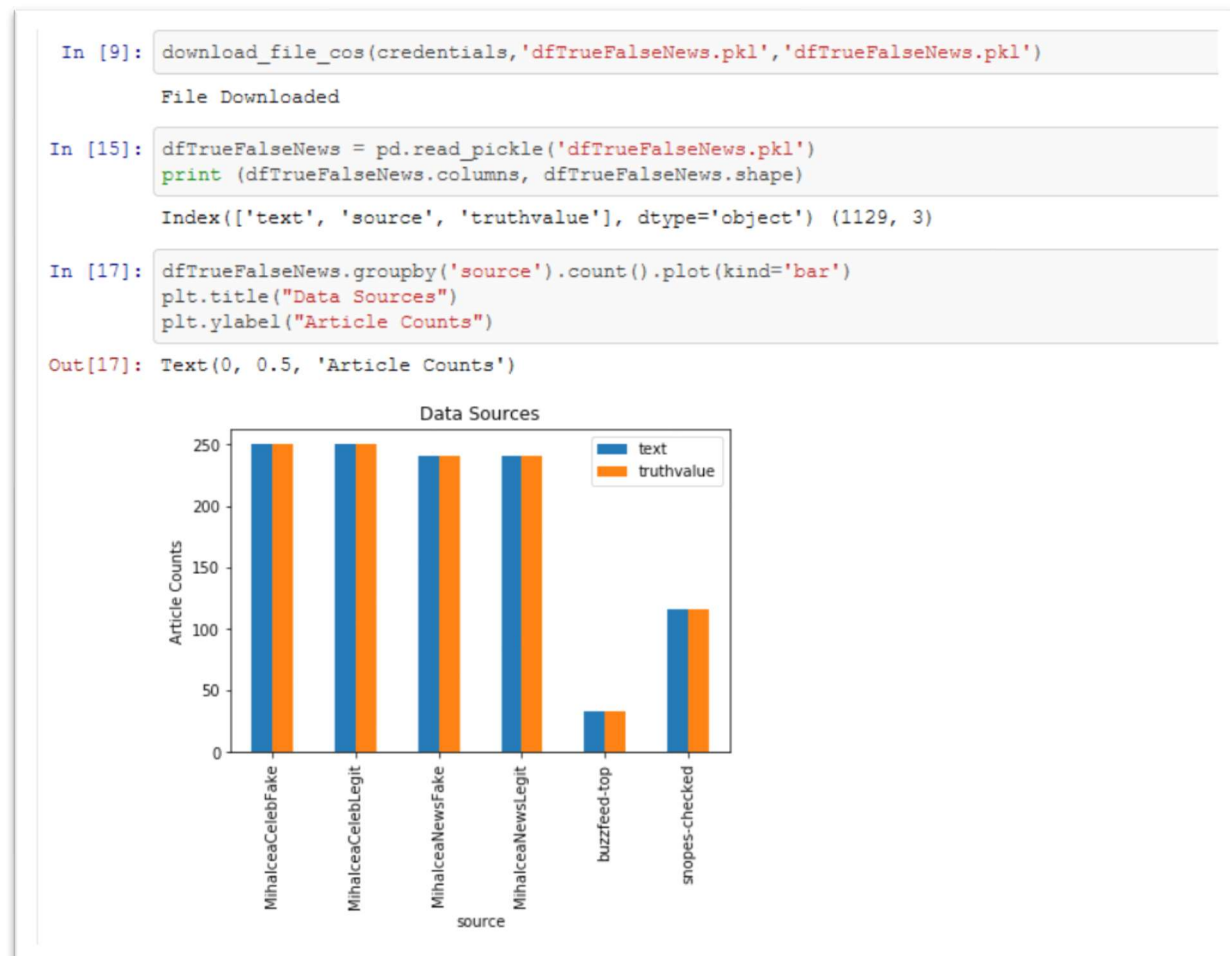 In [9]: download_file_cos(credentials,'dfTrueFalseNews.pkl','dfTrueFalseNews.pkl')
File Downloaded
In [15]: dfTrueFalseNews = pd.read_pickle('dfTrueFalseNews.pkl')
print (dfTrueFalseNews.columns, dfTrueFalseNews.shape)
Index(['text', 'source', 'truthvalue'], dtype='object') (1129, 3)
In [17]: dfTrueFalseNews.groupby('source').count().plot(kind='bar')
plt.title("Data Sources")
plt.ylabel("Article Counts")
Out[17]: Text(0, 0.5, 'Article Counts')
Data Sources
text
truthvalue
Article Counts
250
200
150
100
50
0
MihalceaCelebFake
MihalceaCelebLegit
MihalceaNewsFake
MihalceaNewsLegit
buzzfeed-top
snopes-checked
source